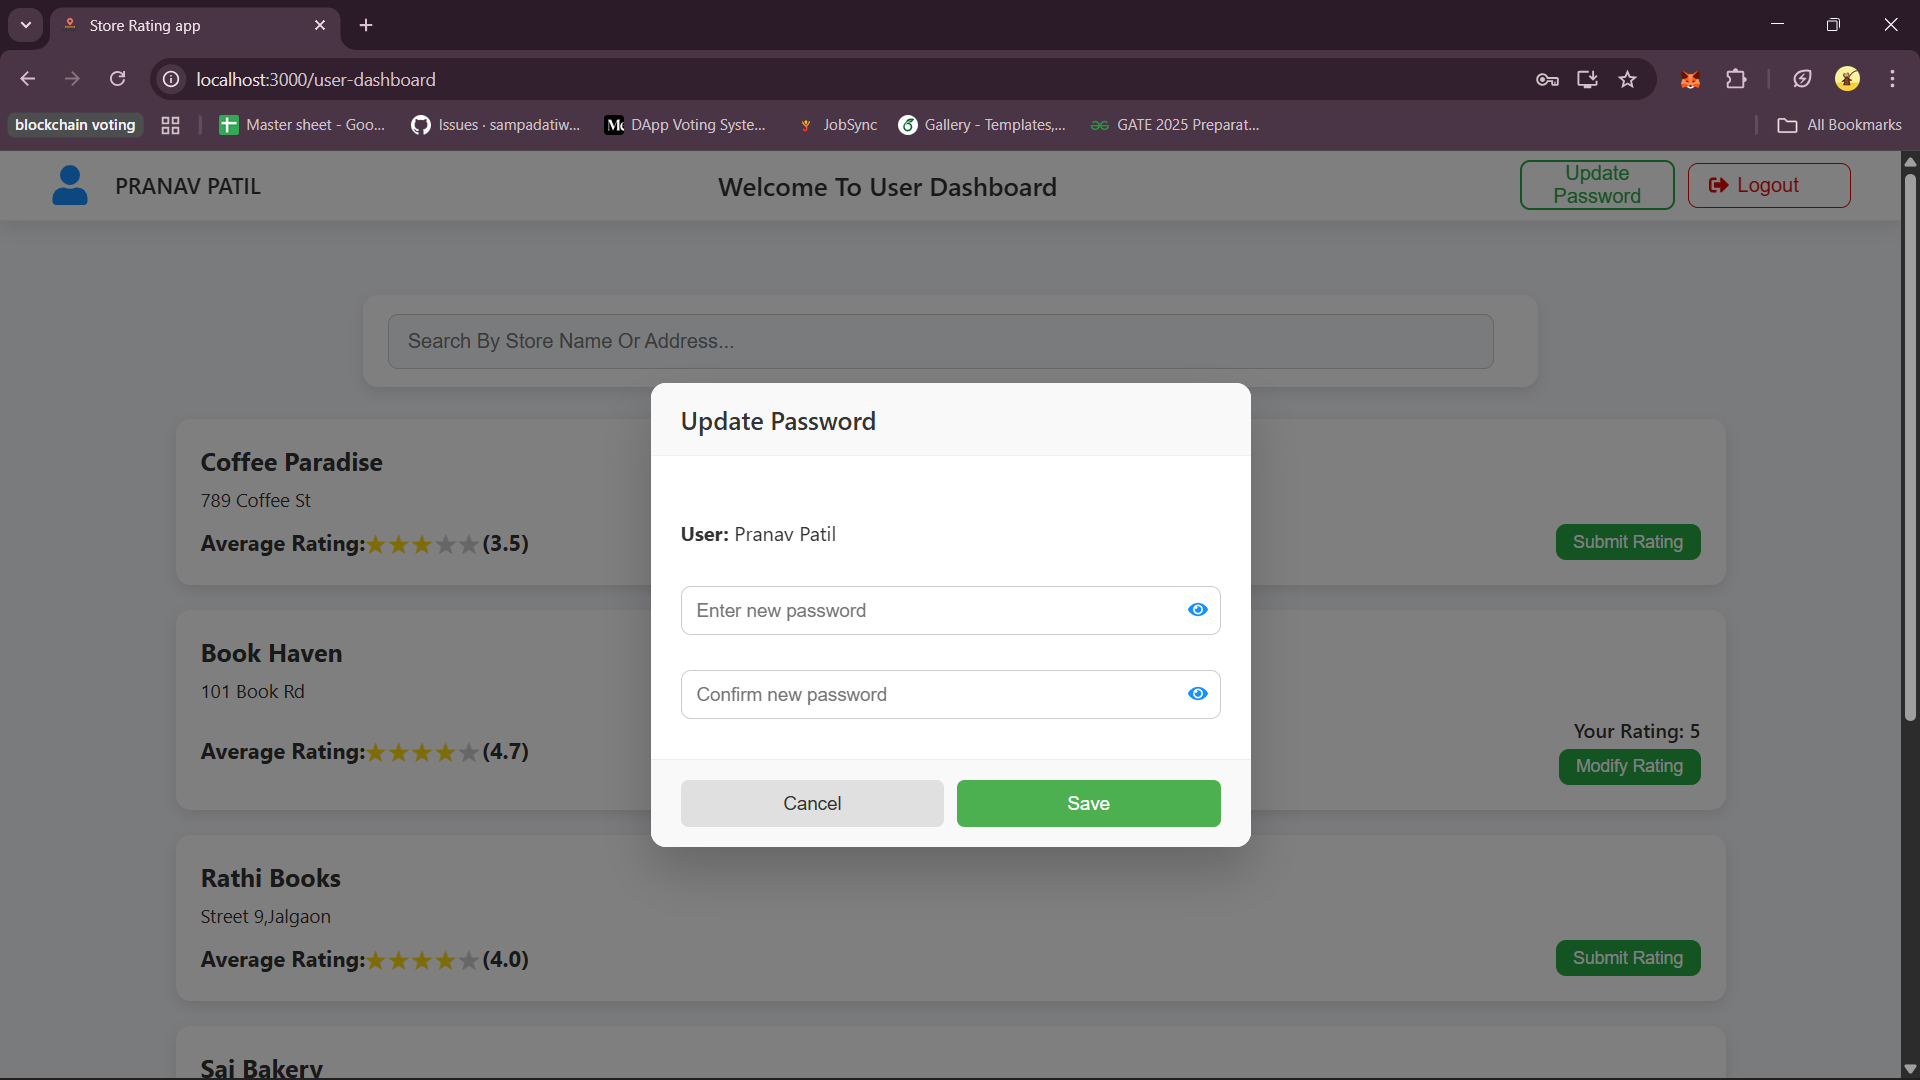 Store Rating app
localhost:3000/user-dashboard
blockchain voting
Master sheet - Goo...
Issues · sampadatiw...
DApp Voting Syste...
JobSync
Gallery - Templates,...
GATE 2025 Preparat...
All Bookmarks
PRANAV PATIL
Welcome To User Dashboard
Update
Password
Logout
Search By Store Name Or Address...
Update Password
User: Pranav Patil
Enter new password
Confirm new password
Cancel
Save
Coffee Paradise
789 Coffee St
Average Rating:★★★★★(3.5)
Submit Rating
Book Haven
101 Book Rd
Average Rating:★★★★★(4.7)
Your Rating: 5
Modify Rating
Rathi Books
Street 9,Jalgaon
Average Rating:★★★★★(4.0)
Submit Rating
Sai Bakery